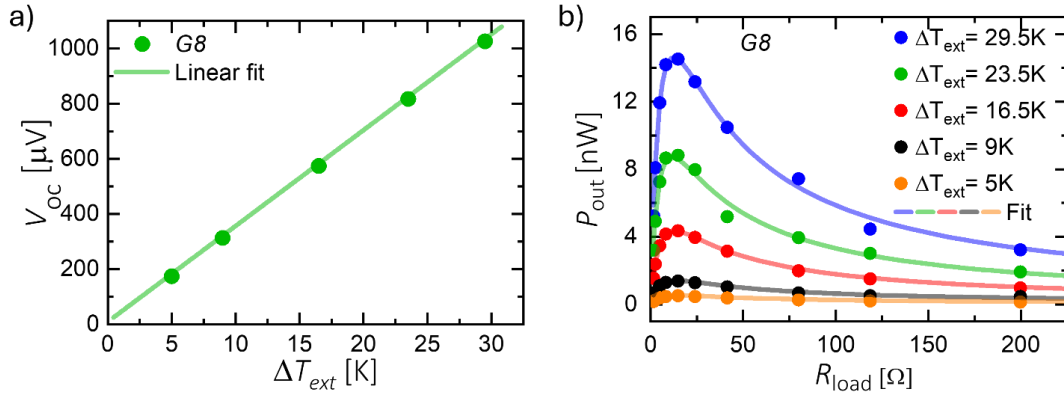 a)
G8
Linear fit
V_OC [μV]
1000
800
600
400
200
0
0 5 10 15 20 25 30
ΔT_ext [K]
b)
G8
ΔT_ext= 29.5K
ΔT_ext= 23.5K
ΔT_ext= 16.5K
ΔT_ext= 9K
ΔT_ext= 5K
Fit
P_out [nW]
16
12
8
4
0
0 50 100 150 200
R_load [Ω]